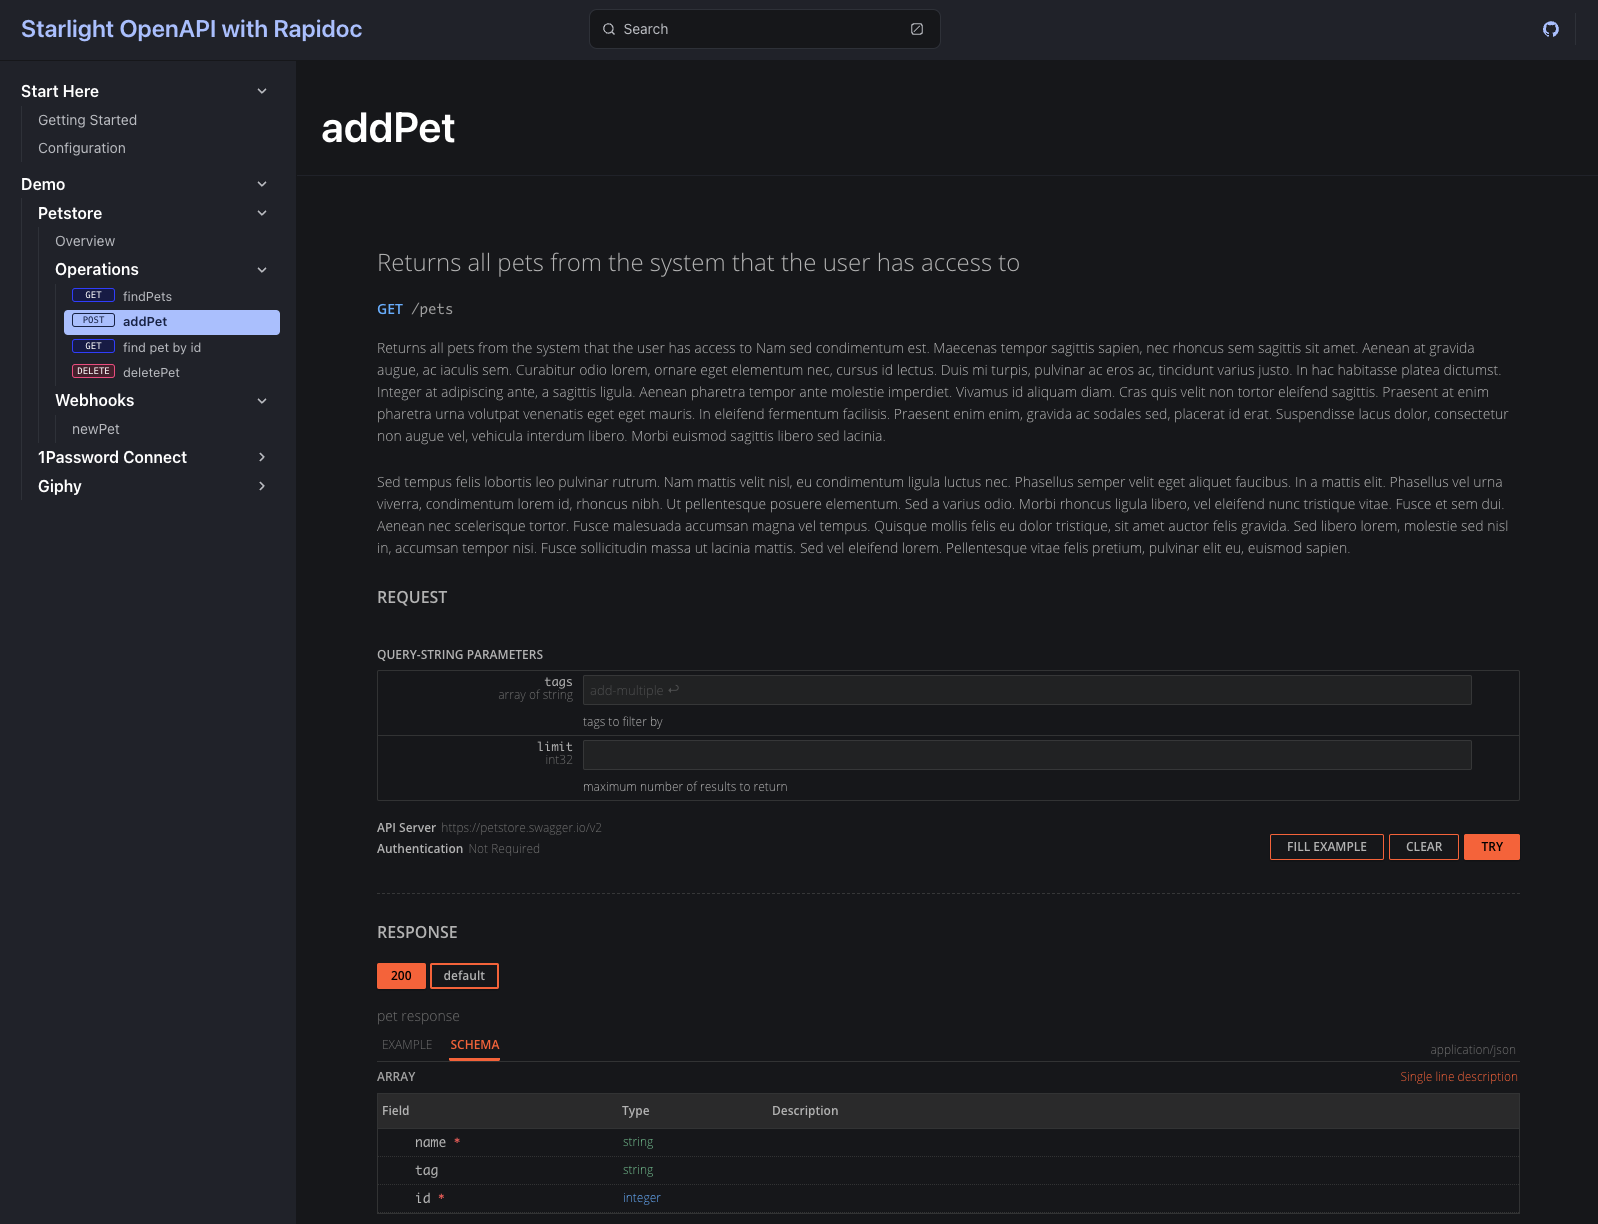 Starlight OpenAPI with Rapidoc
Search
Start Here
Getting Started
Configuration
Demo
Petstore
Overview
Operations
GET findPets
POST addPet
GET find pet by id
DELETE deletePet
Webhooks
newPet
1Password Connect
Giphy
addPet
Returns all pets from the system that the user has access to
GET /pets
Returns all pets from the system that the user has access to Nam sed condimentum est. Maecenas tempor sagittis sapien, nec rhoncus sem sagittis sit amet. Aenean at gravida
augue, ac iaculis sem. Curabitur odio lorem, ornare eget elementum nec, cursus id lectus. Duis mi turpis, pulvinar ac eros ac, tincidunt varius justo. In hac habitasse platea dictumst.
Integer at adipiscing ante, a sagittis ligula. Aenean pharetra tempor ante molestie imperdiet. Vivamus id aliquam diam. Cras quis velit non tortor eleifend sagittis. Praesent at enim
pharetra urna volutpat venenatis eget eget mauris. In eleifend fermentum facilisis. Praesent enim enim, gravida ac sodales sed, placerat id erat. Suspendisse lacus dolor, consectetur
non augue vel, vehicula interdum libero. Morbi euismod sagittis libero sed lacinia.
Sed tempus felis lobortis leo pulvinar rutrum. Nam mattis velit nisl, eu condimentum ligula luctus nec. Phasellus semper velit eget aliquet faucibus. In a mattis elit. Phasellus vel urna
viverra, condimentum lorem id, rhoncus nibh. Ut pellentesque posuere elementum. Sed a varius odio. Morbi rhoncus ligula libero, vel eleifend nunc tristique vitae. Fusce et sem dui.
Aenean nec scelerisque tortor. Fusce malesuada accumsan magna vel tempus. Quisque mollis felis eu dolor tristique, sit amet auctor felis gravida. Sed libero lorem, molestie sed nisl
in, accumsan tempor nisi. Fusce sollicitudin massa ut lacinia mattis. Sed vel eleifend lorem. Pellentesque vitae felis pretium, pulvinar elit eu, euismod sapien.
REQUEST
QUERY-STRING PARAMETERS
tags
array of string
add-multiple ↩
tags to filter by
limit
int32
maximum number of results to return
API Server https://petstore.swagger.io/v2
Authentication Not Required
FILL EXAMPLE CLEAR TRY
RESPONSE
200 default
pet response
EXAMPLE SCHEMA
application/json
ARRAY
Single line description
Field Type Description
name * string
tag string
id * integer